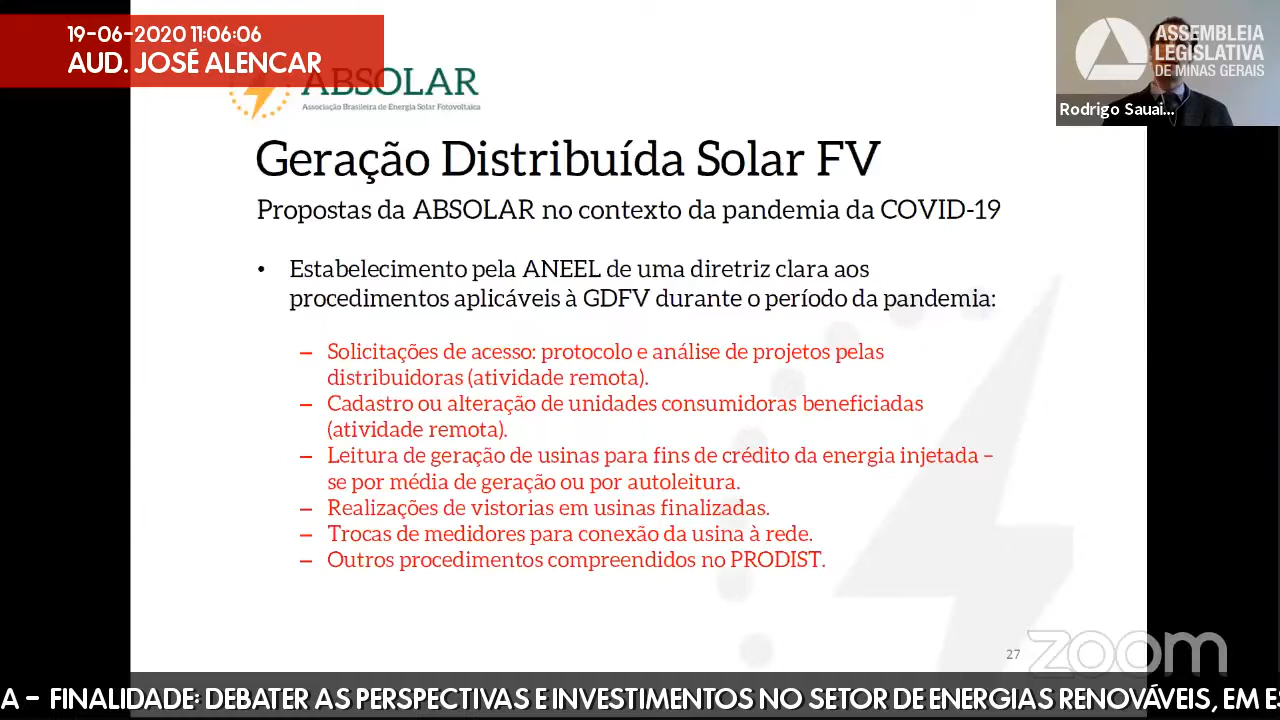 19-06-2020 11:06:06
AUD. JOSÉ ALENCAR
ASSEMBLEIA
LEGISLATIVA
DE MINAS GERAIS
Rodrigo Sauai...
ABSOLAR
Associação Brasileira de Energia Solar Fotovoltaica
Geração Distribuída Solar FV
Propostas da ABSOLAR no contexto da pandemia da COVID-19
• Estabelecimento pela ANEEL de uma diretriz clara aos
procedimentos aplicáveis à GDFV durante o período da pandemia:
– Solicitações de acesso: protocolo e análise de projetos pelas
distribuidoras (atividade remota).
– Cadastro ou alteração de unidades consumidoras beneficiadas
(atividade remota).
– Leitura de geração de usinas para fins de crédito da energia injetada –
se por média de geração ou por autoleitura.
– Realizações de vistorias em usinas finalizadas.
– Trocas de medidores para conexão da usina à rede.
– Outros procedimentos compreendidos no PRODIST.
27
zoom
A – FINALIDADE: DEBATER AS PERSPECTIVAS E INVESTIMENTOS NO SETOR DE ENERGIAS RENOVÁVEIS, EM ES